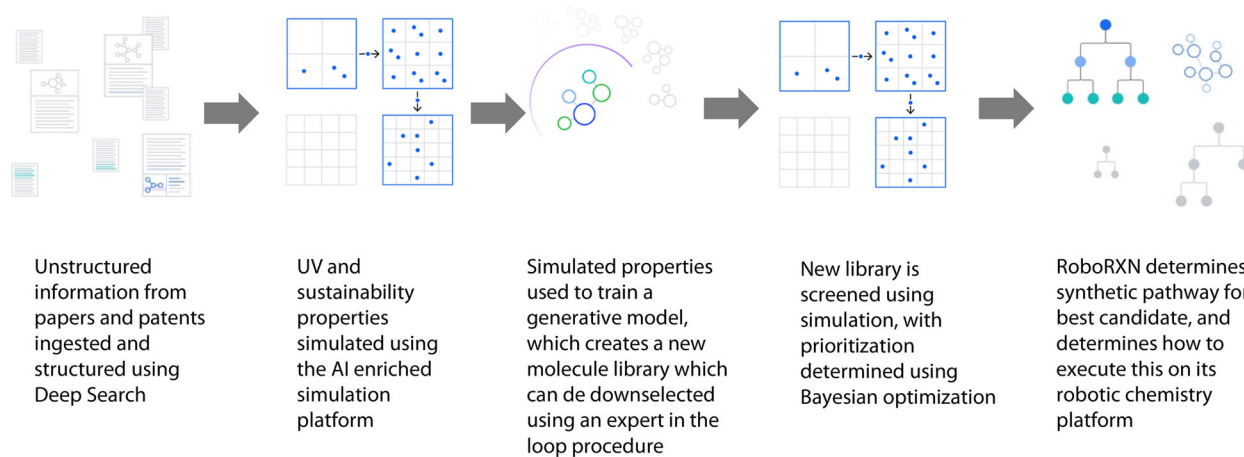 Unstructured
information from
papers and patents
ingested and
structured using
Deep Search
UV and
sustainability
properties
simulated using
the AI enriched
simulation
platform
Simulated properties
used to train a
generative model,
which creates a new
molecule library which
can de downselected
using an expert in the
loop procedure
New library is
screened using
simulation, with
prioritization
determined using
Bayesian optimization
RoboRXN determines
synthetic pathway for
best candidate, and
determines how to
execute this on its
robotic chemistry
platform